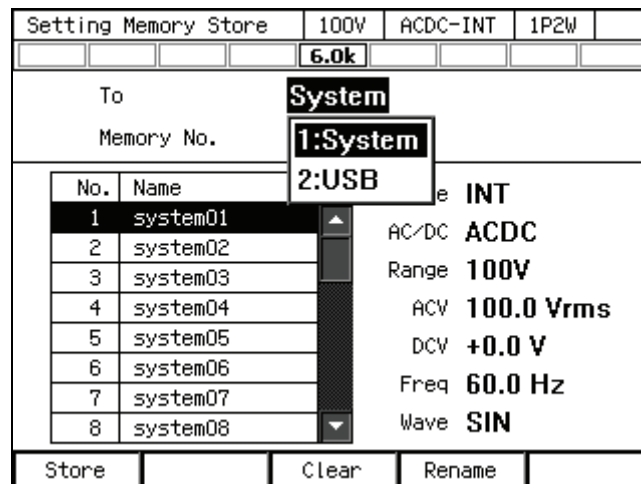 Setting Memory Store 100V ACDC-INT 1P2W
6.0k
To System
Memory No. 1:System
2:USB
No. Name
e INT
1 system01
AC/DC ACDC
2 system02
Range 100V
3 system03
4 system04
ACV 100.0 Vrms
5 system05
DCV +0.0 V
6 system06
Freq 60.0 Hz
7 system07
8 system08
Wave SIN
Store Clear Rename